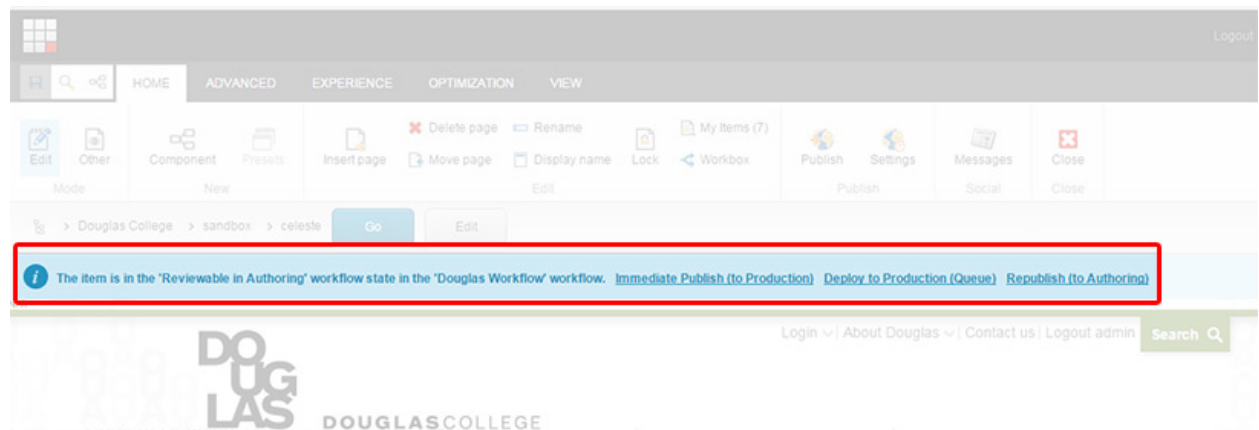 Logout
HOME ADVANCED EXPERIENCE OPTIMIZATION VIEW
Delete page Rename My Items (7)
Edit Other Component Presets Insert page Move page Display name Lock Workbox Publish Settings Messages Close
Mode New Edit Publish Social Close
> Douglas College > sandbox > celeste Go Edit
i The item is in the 'Reviewable in Authoring' workflow state in the 'Douglas Workflow' workflow. Immediate Publish (to Production) Deploy to Production (Queue) Republish (to Authoring)
Login | About Douglas | Contact us | Logout admin Search
DO
UG
LAS
DOUGLASCOLLEGE